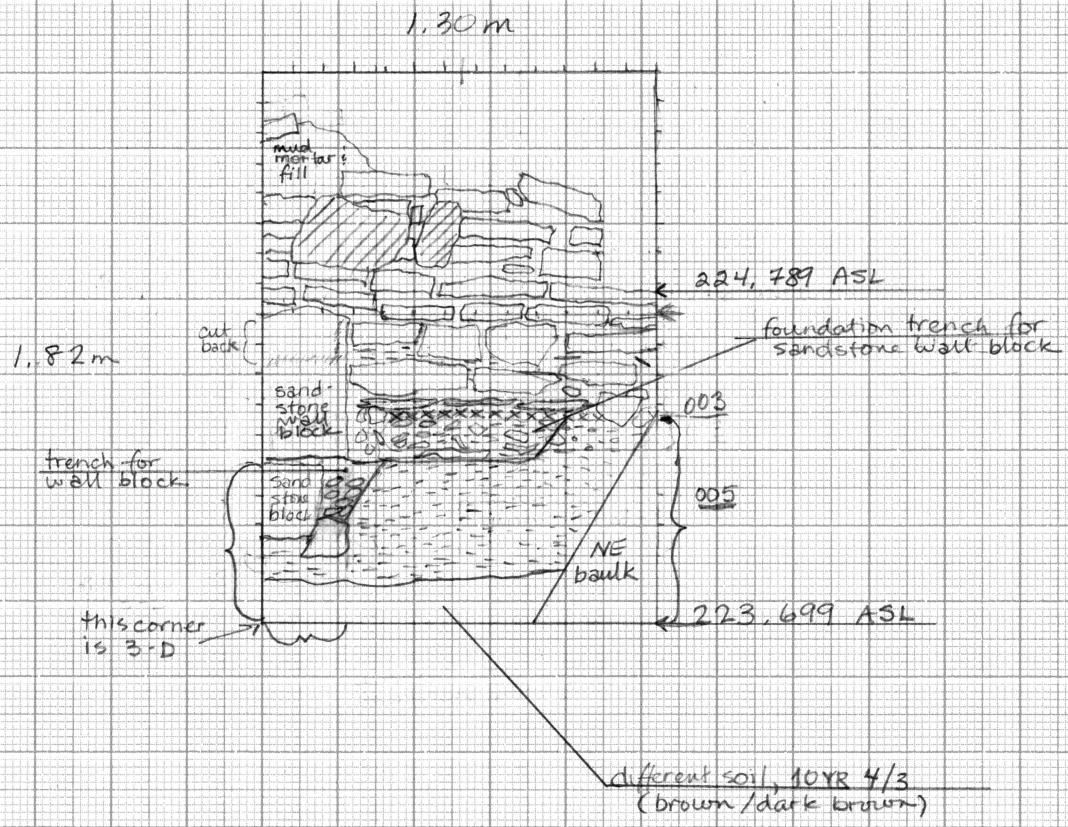 1.30 m
mud
mortar
fill
224.789 ASL
foundation trench for
sandstone wall block
cut
back
1.82 m
sand-
stone
wall
block
003
trench for
wall block
sand
stone
block
005
NE
baulk
223.699 ASL
this corner
is 3-D
different soil, 10YR 4/3
(brown/dark brown)